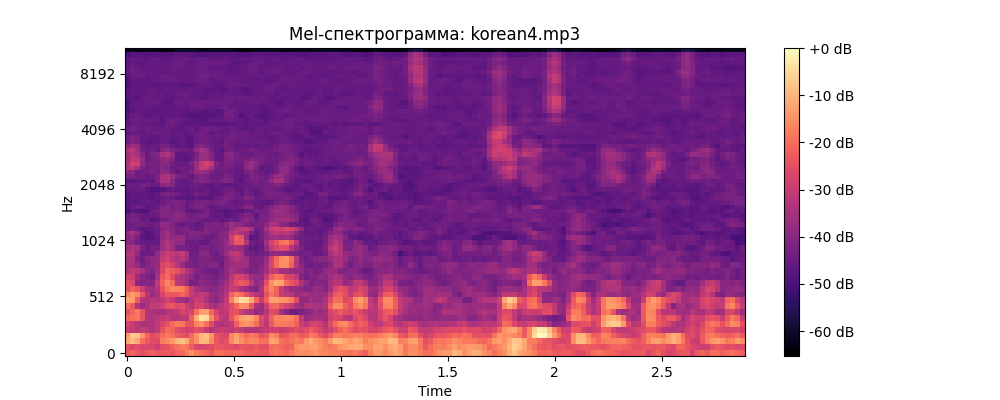 Mel-спектрограмма: korean4.mp3
8192
4096
2048
1024
512
0
Hz
0
0.5
1
1.5
2
2.5
Time
+0 dB
-10 dB
-20 dB
-30 dB
-40 dB
-50 dB
-60 dB